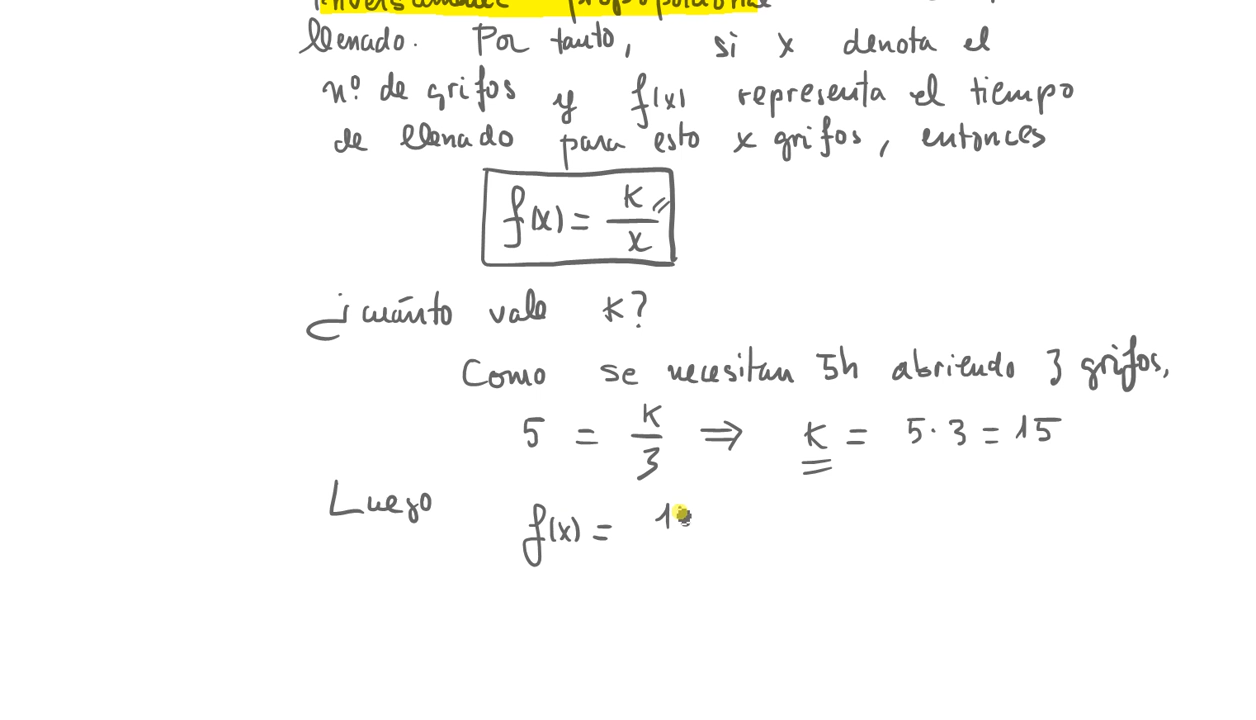 llenado. Por tanto, si x denota el
nº de grifos y f(x) representa el tiempo
de llenado para esto x grifos, entonces
f(x) = K/x
¿cuánto vale K?
Como se necesitan 5h abriendo 3 grifos,
5 = K/3 ⇒ K = 5·3 = 15
Luego
f(x) = 1